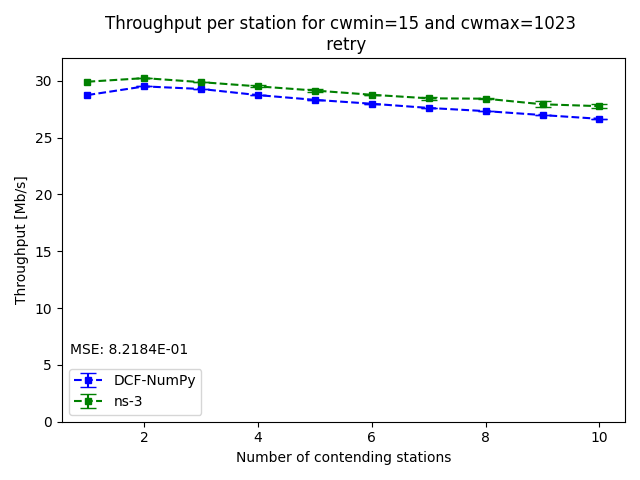 Throughput per station for cwmin=15 and cwmax=1023
retry
Throughput [Mb/s]
30
25
20
15
10
5
0
MSE: 8.2184E-01
DCF-NumPy
ns-3
2 4 6 8 10
Number of contending stations